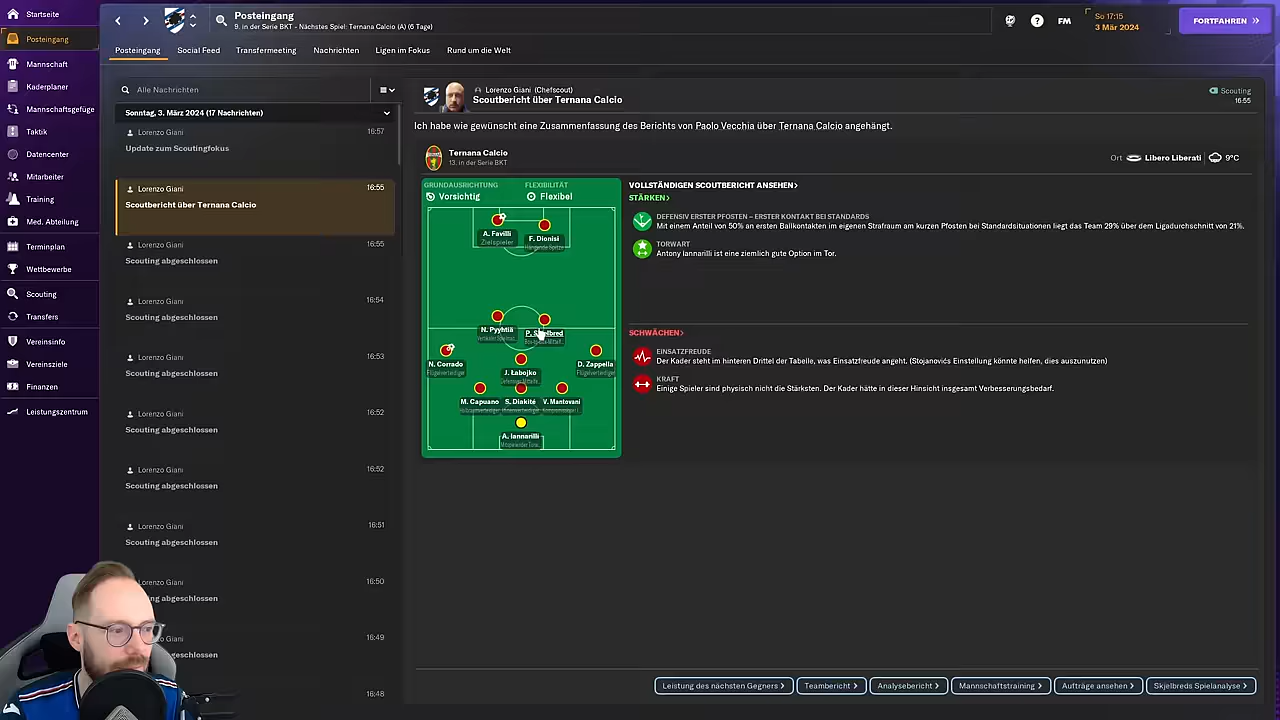 Startseite
Posteingang
Mannschaft
Kaderplaner
Mannschaftsgefüge
Taktik
Datencenter
Mitarbeiter
Training
Med. Abteilung
Terminplan
Wettbewerbe
Scouting
Transfers
Vereinsinfo
Vereinsziele
Finanzen
Leistungszentrum
Posteingang
9. in der Serie BKT - Nächstes Spiel: Ternana Calcio (A) (6 Tage)
FM
So 17:15
3 Mär 2024
FORTFAHREN
Posteingang Social Feed Transfermeeting Nachrichten Ligen im Fokus Rund um die Welt
Alle Nachrichten
Sonntag, 3. März 2024 (17 Nachrichten)
Lorenzo Giani 16:57
Update zum Scoutingfokus
Lorenzo Giani 16:55
Scoutbericht über Ternana Calcio
Lorenzo Giani 16:55
Scouting abgeschlossen
Lorenzo Giani 16:54
Scouting abgeschlossen
Lorenzo Giani 16:53
Scouting abgeschlossen
Lorenzo Giani 16:52
Scouting abgeschlossen
Lorenzo Giani 16:52
Scouting abgeschlossen
Lorenzo Giani 16:51
Scouting abgeschlossen
Lorenzo Giani 16:50
abgeschlossen
Lorenzo Giani 16:49
16:48
Lorenzo Giani (Chefscout)
Scoutbericht über Ternana Calcio
Scouting
16:55
Ich habe wie gewünscht eine Zusammenfassung des Berichts von Paolo Vecchia über Ternana Calcio angehängt.
Ternana Calcio
13. in der Serie BKT
Ort Libero Liberati 9°C
GRUNDAUSRICHTUNG FLEXIBILITÄT
Vorsichtig Flexibel
A. Favilli
Zielspieler
F. Dionisi
N. Pyyhtiä
N. Corrado
Flügelverteidiger
J. Łabojko
D. Zappella
Flügelverteidiger
M. Capuano S. Diakité V. Mantovani
A. Iannarilli
VOLLSTÄNDIGEN SCOUTBERICHT ANSEHEN>
STÄRKEN>
DEFENSIV ERSTER PFOSTEN – ERSTER KONTAKT BEI STANDARDS
Mit einem Anteil von 50% an ersten Ballkontakten im eigenen Strafraum am kurzen Pfosten bei Standardsituationen liegt das Team 29% über dem Ligadurchschnitt von 21%.
TORWART
Antony Iannarilli ist eine ziemlich gute Option im Tor.
SCHWÄCHEN>
EINSATZFREUDE
Der Kader steht im hinteren Drittel der Tabelle, was Einsatzfreude angeht. (Stojanovićs Einstellung könnte helfen, dies auszunutzen)
KRAFT
Einige Spieler sind physisch nicht die Stärksten. Der Kader hätte in dieser Hinsicht insgesamt Verbesserungsbedarf.
Leistung des nächsten Gegners > Teambericht > Analysebericht > Mannschaftstraining > Aufträge ansehen > Skjelbreds Spielanalyse >